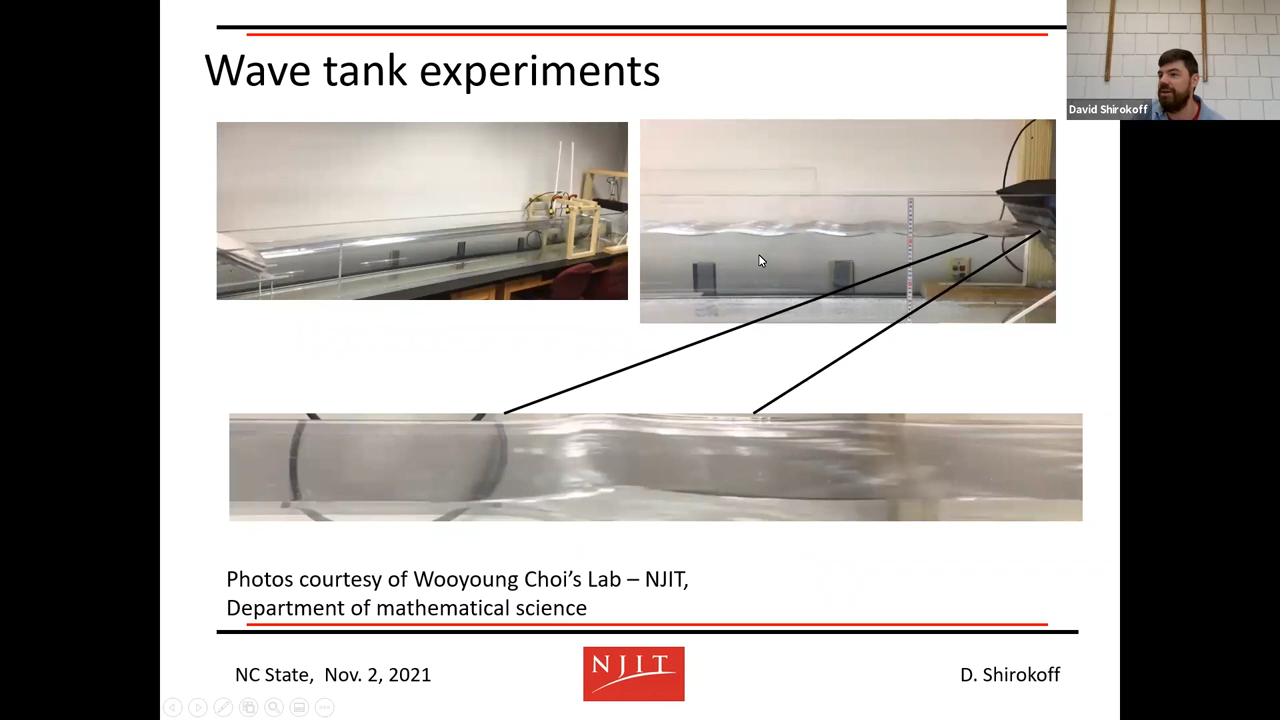 Wave tank experiments
David Shirokoff
Photos courtesy of Wooyoung Choi’s Lab – NJIT,
Department of mathematical science
NC State, Nov. 2, 2021
NJIT
D. Shirokoff